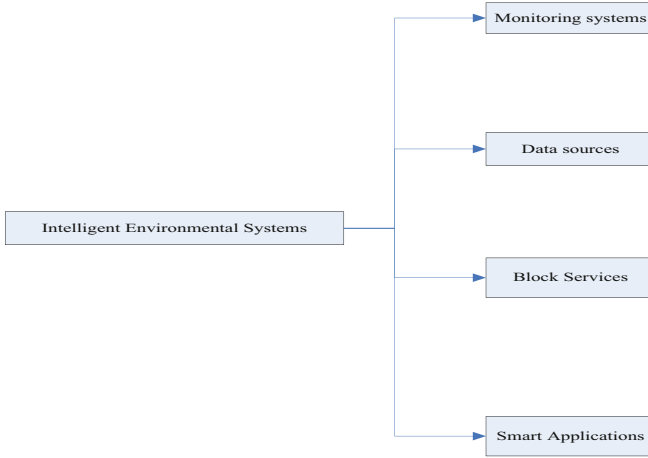 Monitoring systems
Data sources
Intelligent Environmental Systems
Block Services
Smart Applications